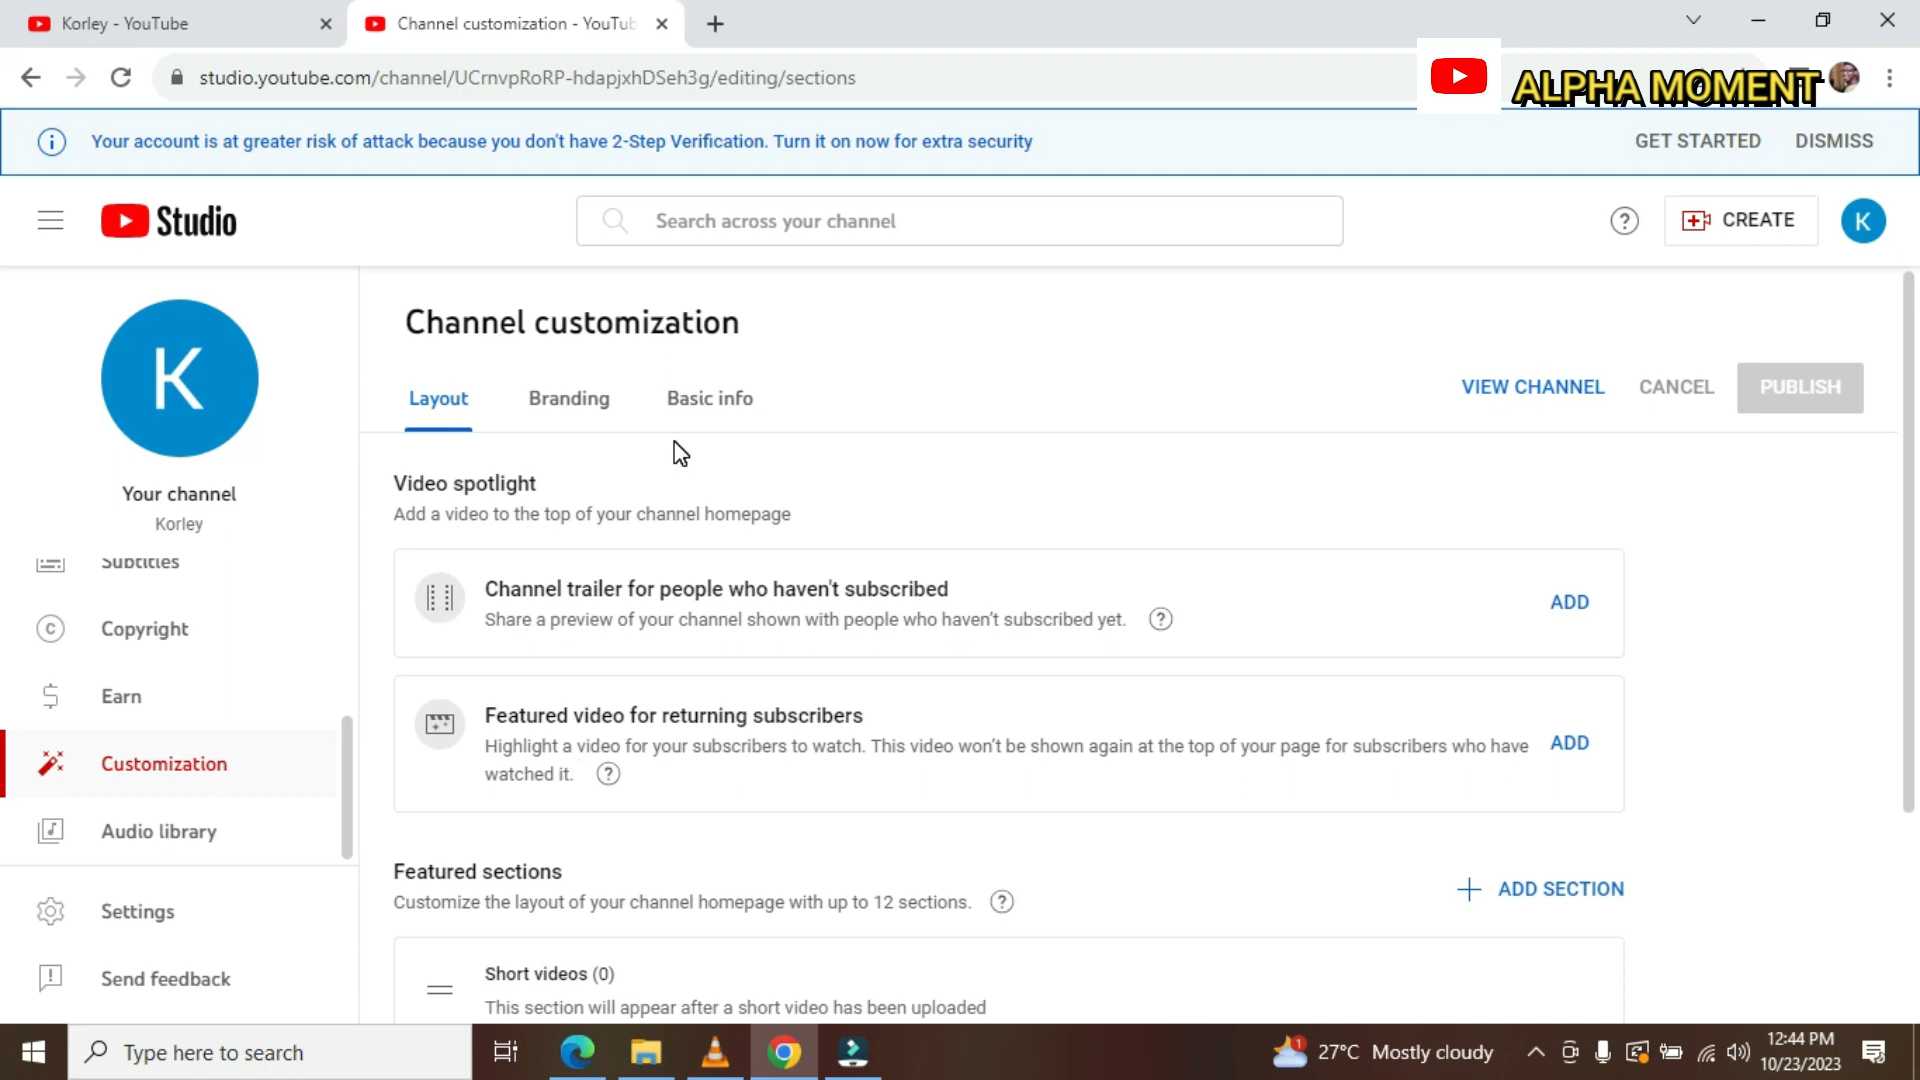 Korley - YouTube
Channel customization - YouTub
studio.youtube.com/channel/UCrnvpRoRP-hdapjxhDSeh3g/editing/sections
ALPHA MOMENT
Your account is at greater risk of attack because you don't have 2-Step Verification. Turn it on now for extra security
GET STARTED
DISMISS
Studio
Search across your channel
CREATE
K
K
Your channel
Korley
Subtitles
Copyright
Earn
Customization
Audio library
Settings
Send feedback
Channel customization
Layout
Branding
Basic info
VIEW CHANNEL
CANCEL
PUBLISH
Video spotlight
Add a video to the top of your channel homepage
Channel trailer for people who haven't subscribed
Share a preview of your channel shown with people who haven't subscribed yet.
ADD
Featured video for returning subscribers
Highlight a video for your subscribers to watch. This video won't be shown again at the top of your page for subscribers who have
watched it.
ADD
Featured sections
Customize the layout of your channel homepage with up to 12 sections.
ADD SECTION
Short videos (0)
This section will appear after a short video has been uploaded
Type here to search
1
27°C Mostly cloudy
12:44 PM
10/23/2023